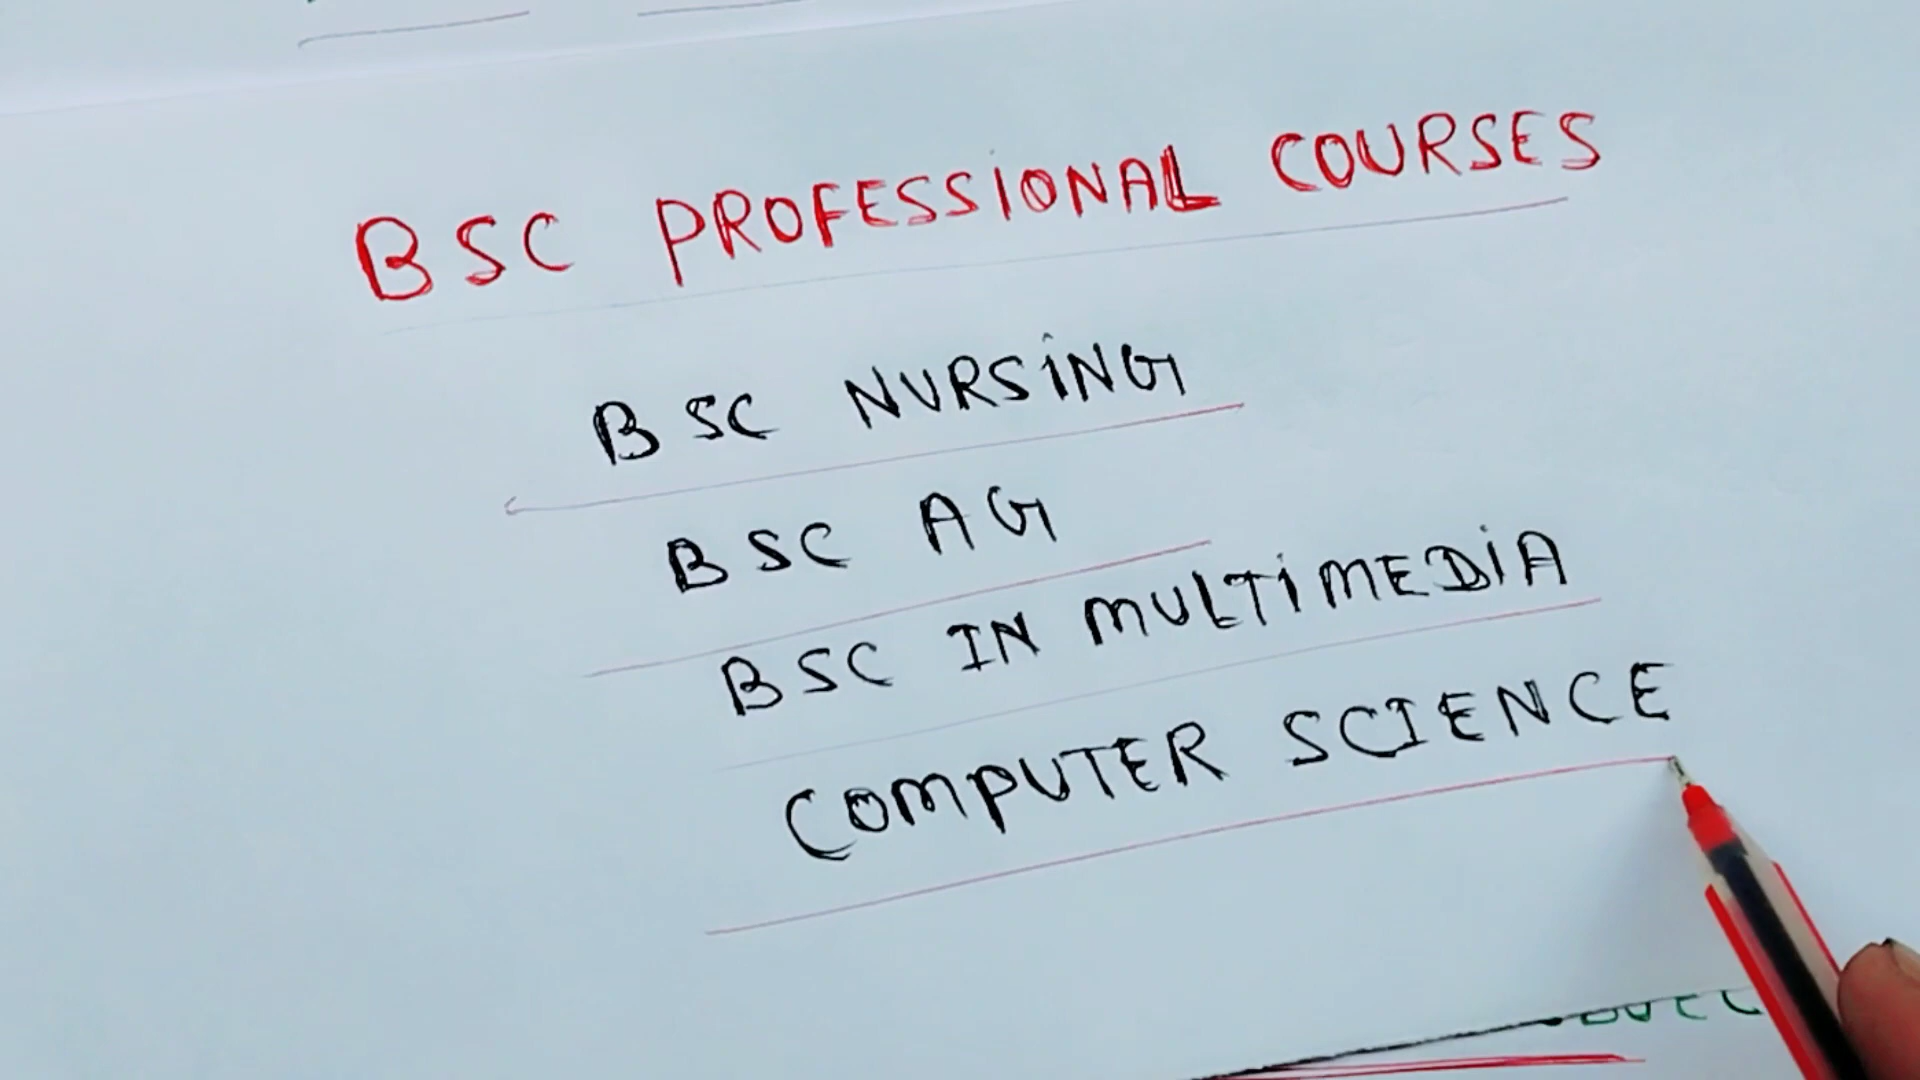 BSC PROFESSIONAL COURSES
BSC NURSiNG
BSC AG
BSC IN MULTiMEDiA
COMPUTER SCIENCE